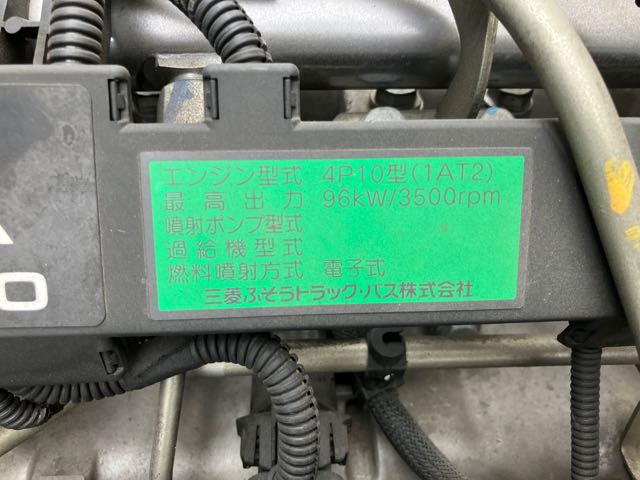 エンジン型式 4P10型(1AT2)
最高出力 96kW/3500rpm
噴射ポンプ型式
過給機型式
燃料噴射方式 電子式
三菱ふそうトラック・バス株式会社